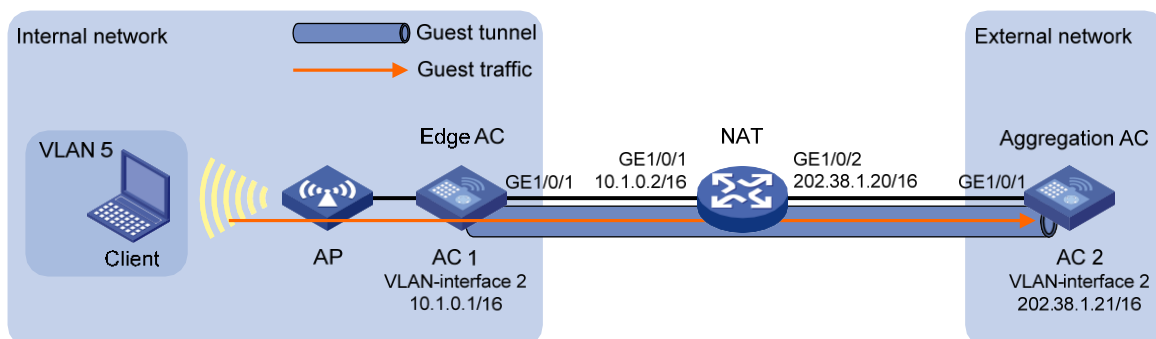 Internal network
Guest tunnel
Guest traffic
External network
VLAN 5
Client
AP
Edge AC
GE1/0/1
AC 1
VLAN-interface 2
10.1.0.1/16
NAT
GE1/0/1
10.1.0.2/16
GE1/0/2
202.38.1.20/16
Aggregation AC
GE1/0/1
AC 2
VLAN-interface 2
202.38.1.21/16